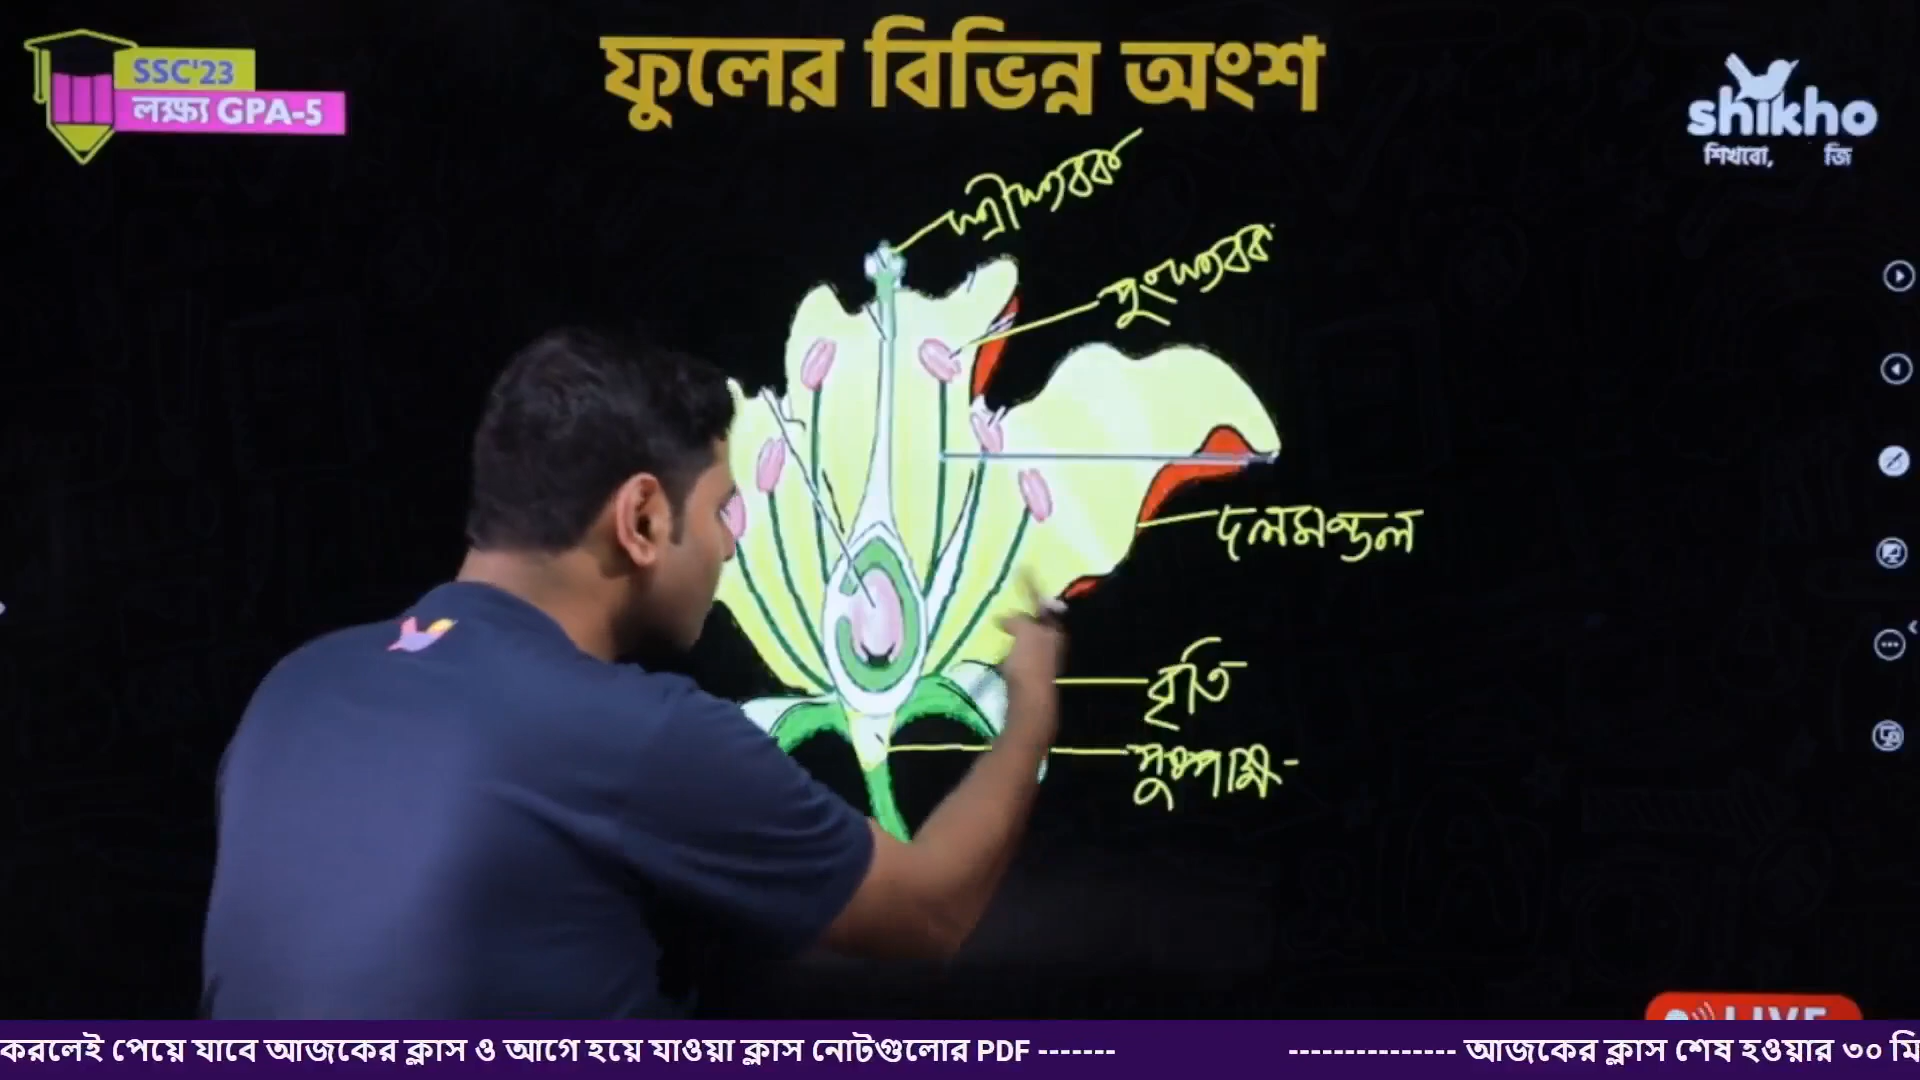 ফুলের বিভিন্ন অংশ
SSC'23
লক্ষ্য GPA-5
shikho
শিখবো, জি
স্ত্রীস্তবক
পুংস্তবক
দলমন্ডল
বৃতি
পুষ্পাক্ষ
LIVE
করলেই পেয়ে যাবে আজকের ক্লাস ও আগে হয়ে যাওয়া ক্লাস নোটগুলোর PDF ------- --------------- আজকের ক্লাস শেষ হওয়ার ৩০ মি